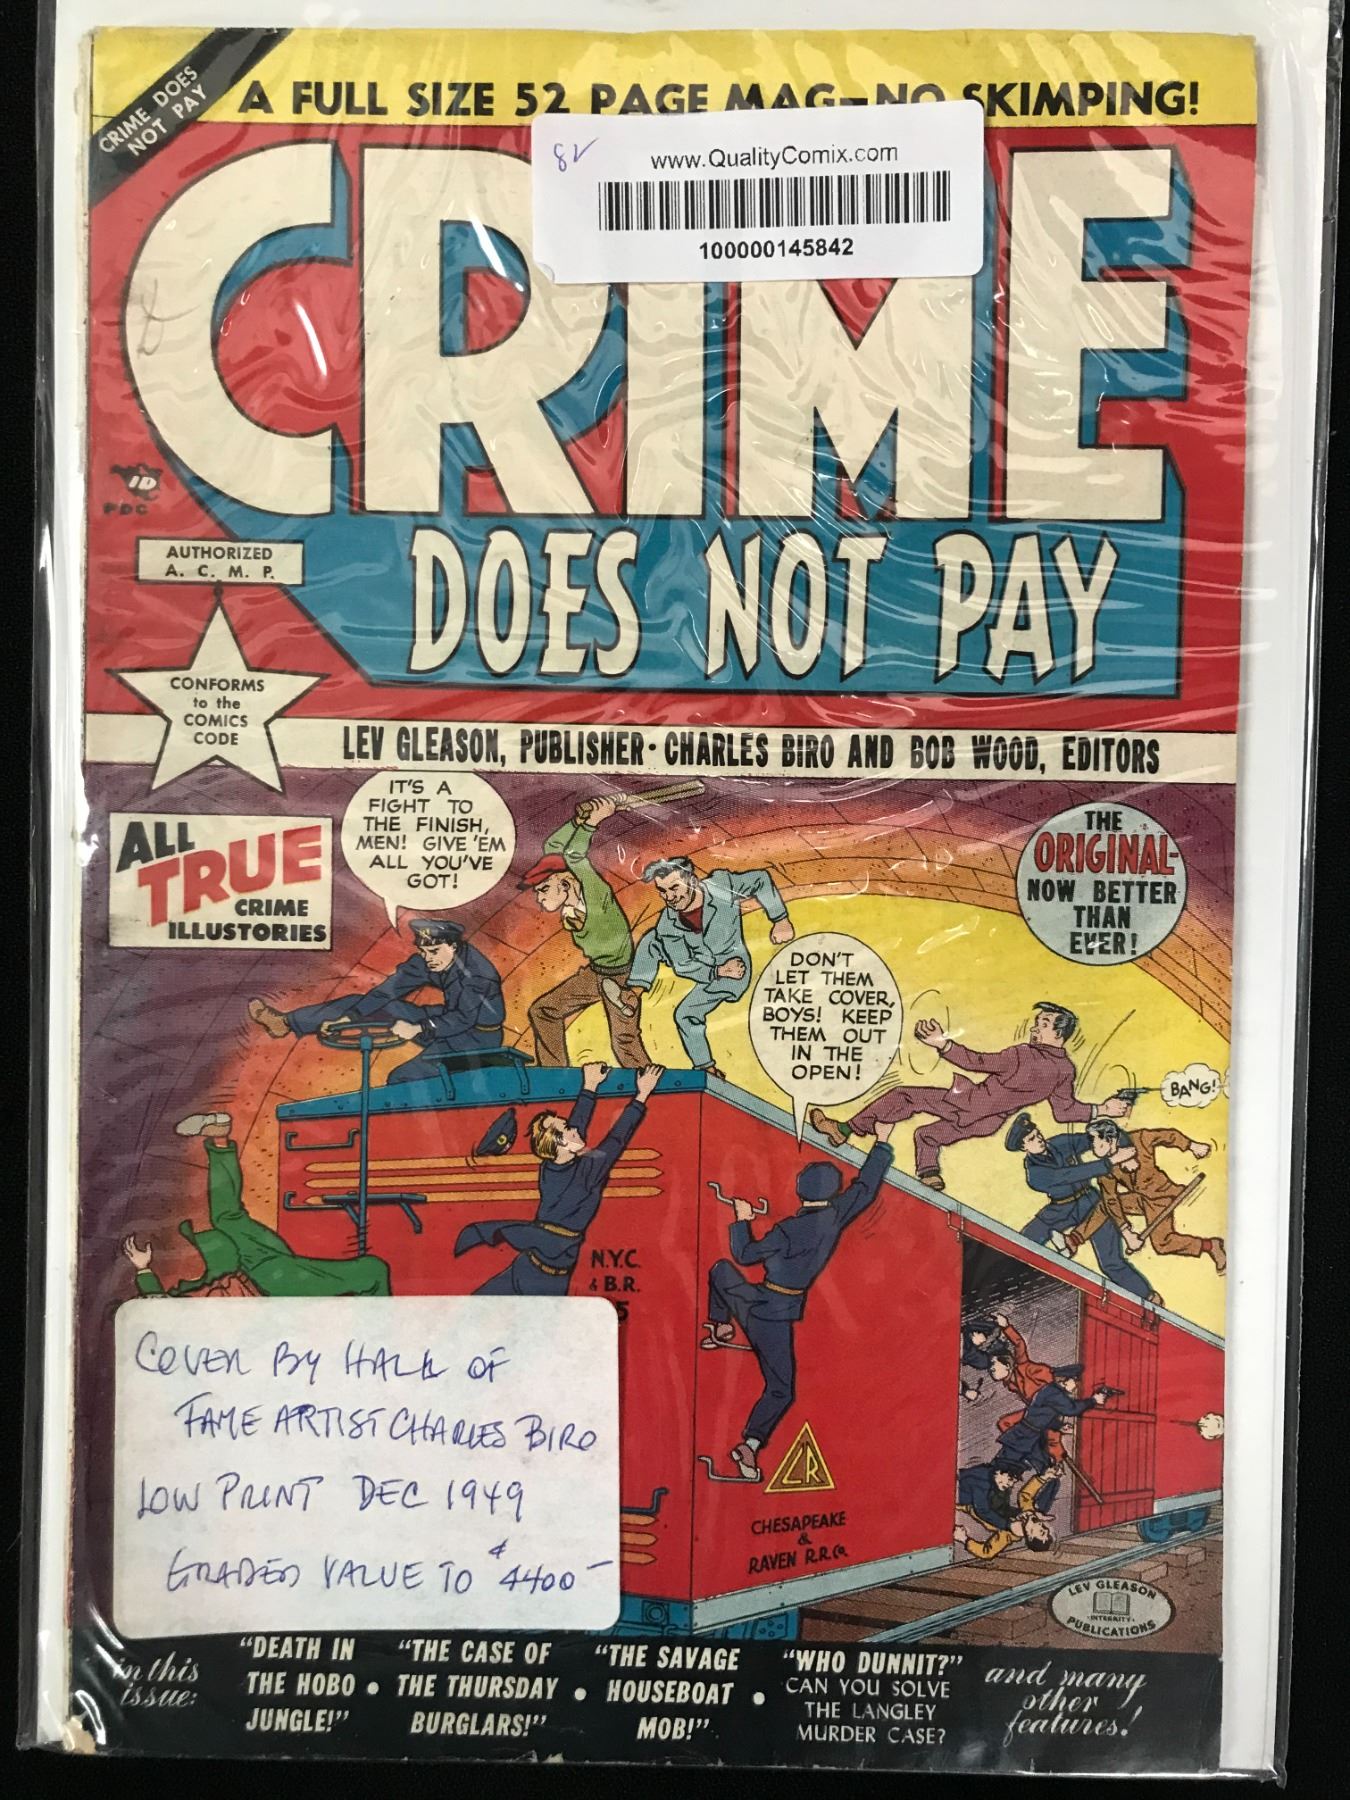 CRIME DOES
NOT PAY
A FULL SIZE 52 PAGE MAG-NO SKIMPING!
82
www.QualityComix.com
100000145842
CRIME
DOES NOT PAY
10
PDC
AUTHORIZED
A. C. M. P.
CONFORMS
to the
COMICS
CODE
LEV GLEASON, PUBLISHER · CHARLES BIRO AND BOB WOOD, EDITORS
ALL
TRUE
CRIME
ILLUSTORIES
IT'S A
FIGHT TO
THE FINISH,
MEN! GIVE 'EM
ALL YOU'VE
GOT!
THE
ORIGINAL-
NOW BETTER
THAN
EVER!
DON'T
LET THEM
TAKE COVER,
BOYS! KEEP
THEM OUT
IN THE
OPEN!
BANG!
N.Y.C.
& B.R.
5
COVER BY HALL OF
FAME ARTIST CHARLES BIRO
LOW PRINT DEC 1949
GRADED VALUE TO $4400-
CR
CHESAPEAKE
&
RAVEN R.R.Co.
LEV GLEASON
INTEGRITY
PUBLICATIONS
in this
issue:
"DEATH IN
THE HOBO
JUNGLE!"
• "THE CASE OF
THE THURSDAY
BURGLARS!"
• "THE SAVAGE
HOUSEBOAT
MOB!"
• "WHO DUNNIT?"
CAN YOU SOLVE
THE LANGLEY
MURDER CASE?
and many
other
features!